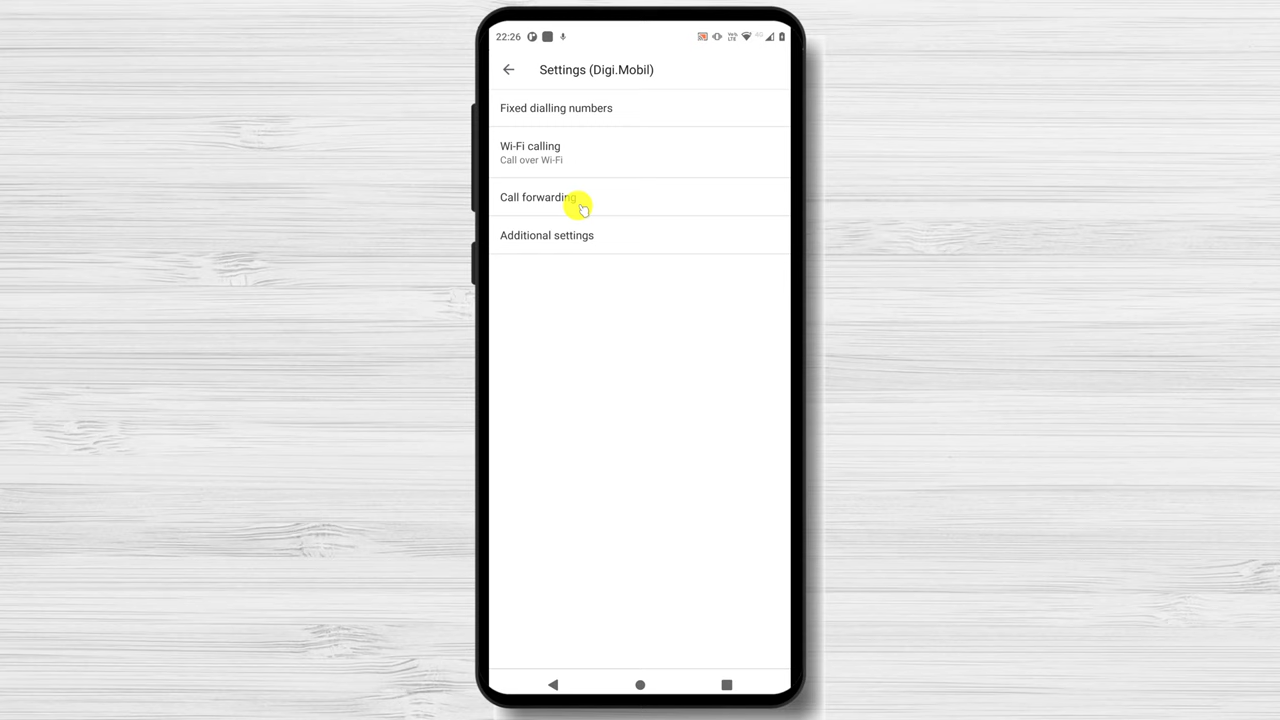 22:26
Settings (Digi.Mobil)
Fixed dialling numbers
Wi-Fi calling
Call over Wi-Fi
Call forwarding
Additional settings